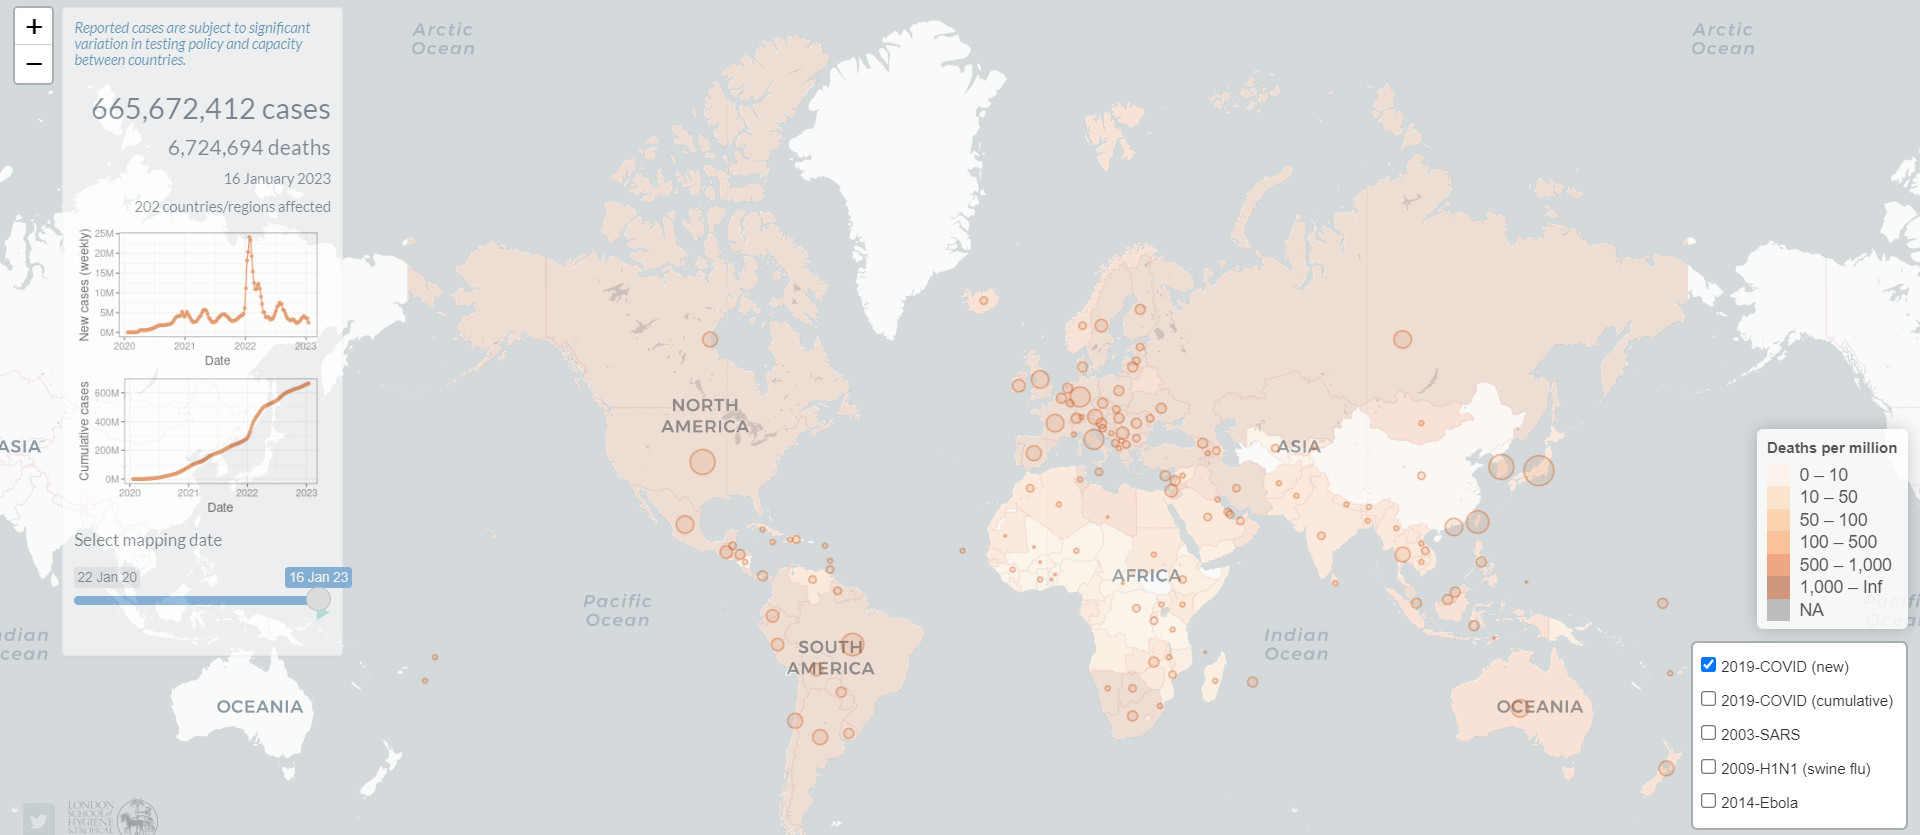 +
−
Reported cases are subject to significant
variation in testing policy and capacity
between countries.
665,672,412 cases
6,724,694 deaths
16 January 2023
202 countries/regions affected
New cases (weekly)
25M
20M
15M
10M
5M
0M
2020 2021 2022 2023
Date
Cumulative cases
600M
400M
200M
0M
2020 2021 2022 2023
Date
Select mapping date
22 Jan 20
16 Jan 23
LONDON
SCHOOL of
HYGIENE
&TROPICAL
Arctic
Ocean
Arctic
Ocean
NORTH
AMERICA
ASIA
ASIA
AFRICA
Pacific
Ocean
SOUTH
AMERICA
Indian
Ocean
ndian
cean
OCEANIA
OCEANIA
Deaths per million
0 – 10
10 – 50
50 – 100
100 – 500
500 – 1,000
1,000 – Inf
NA
2019-COVID (new)
2019-COVID (cumulative)
2003-SARS
2009-H1N1 (swine flu)
2014-Ebola